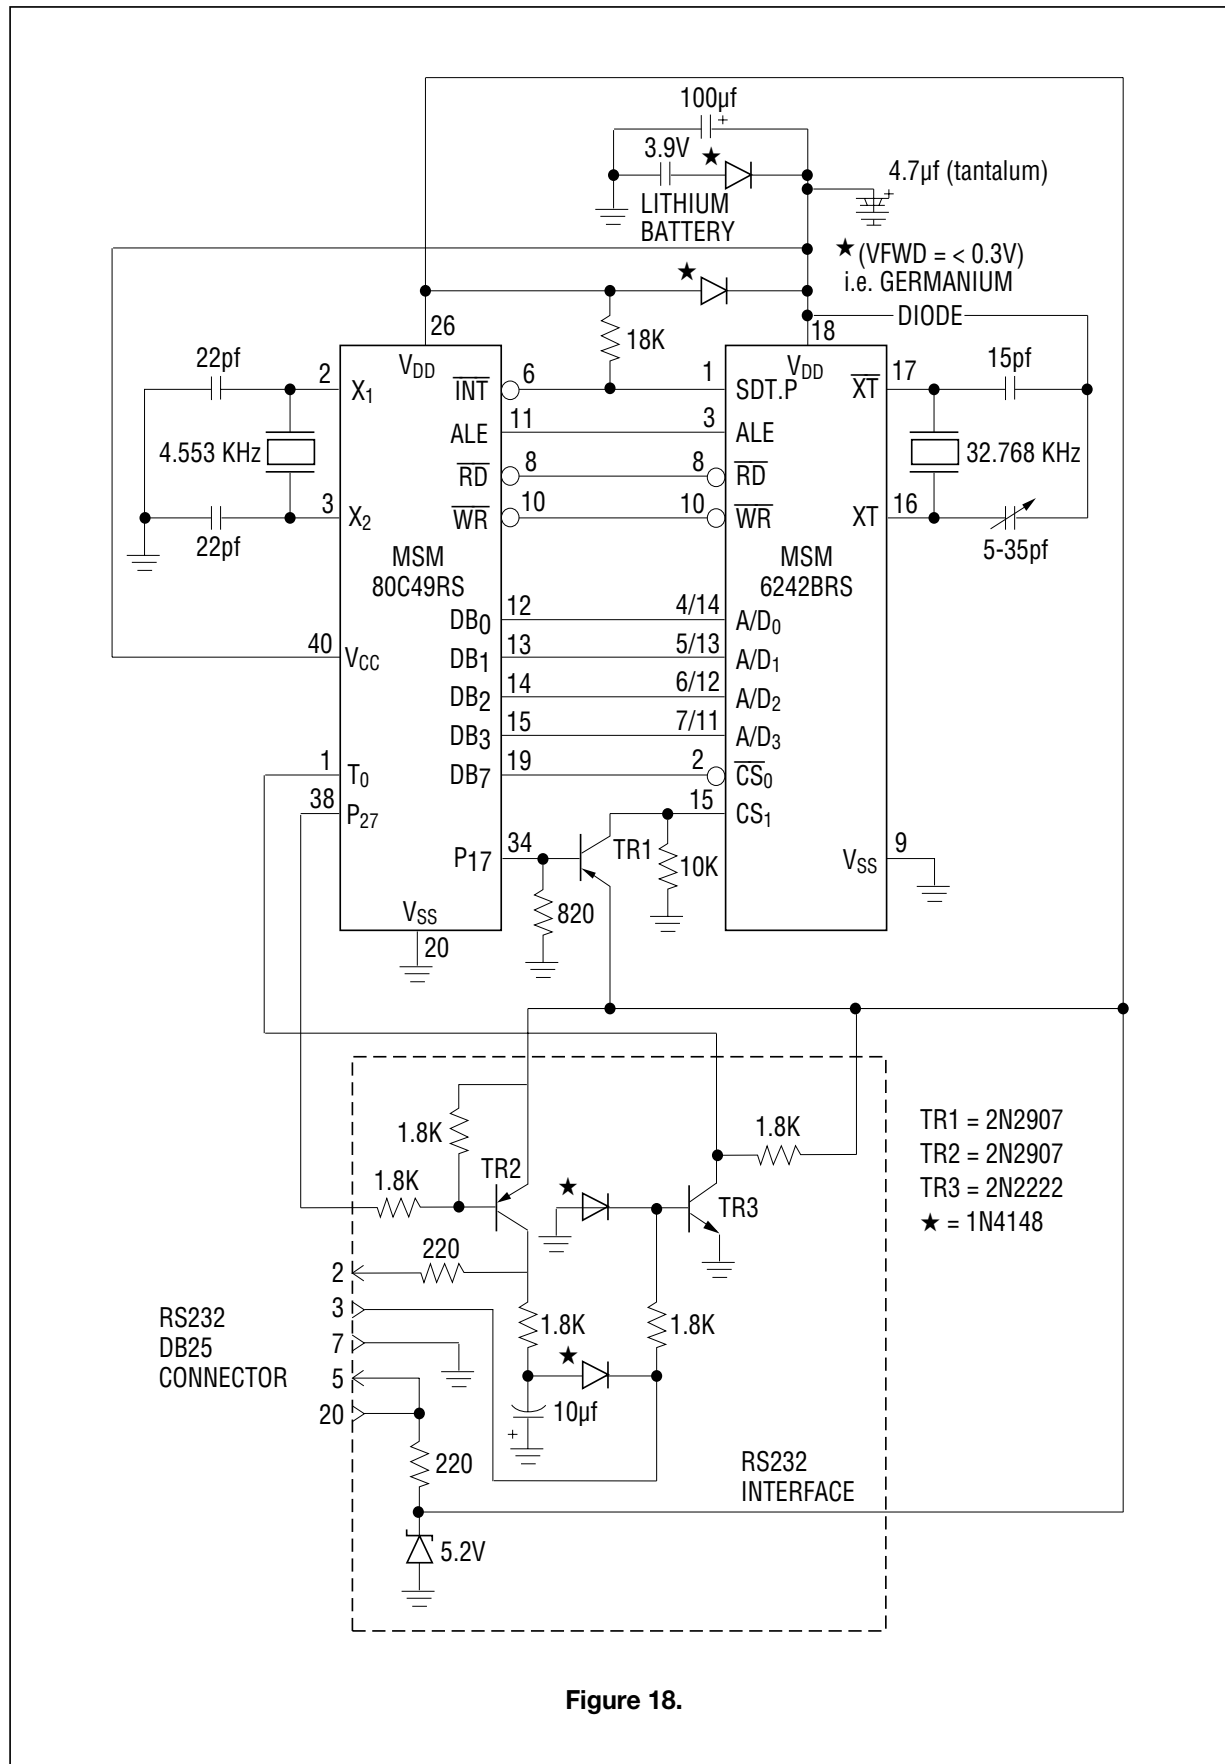 100µf
+
3.9V
★
4.7µf (tantalum)
+
LITHIUM
BATTERY
★ (VFWD = < 0.3V)
i.e. GERMANIUM
DIODE
★
26
18
18K
22pf
2
X1
VDD
INT
6
1
SDT.P
VDD
XT
17
15pf
ALE
11
3
ALE
4.553 KHz
RD
8
8
RD
32.768 KHz
3
X2
WR
10
10
WR
XT
16
22pf
5-35pf
MSM
80C49RS
MSM
6242BRS
DB0
12
4/14
A/D0
40
VCC
DB1
13
5/13
A/D1
DB2
14
6/12
A/D2
DB3
15
7/11
A/D3
1
T0
DB7
19
2
CS0
38
P27
15
CS1
P17
34
TR1
10K
VSS
9
VSS
20
820
1.8K
1.8K
TR2
★
TR3
1.8K
TR1 = 2N2907
TR2 = 2N2907
TR3 = 2N2222
★ = 1N4148
2
220
3
7
5
20
RS232
DB25
CONNECTOR
1.8K
1.8K
★
10µf
+
220
RS232
INTERFACE
5.2V
Figure 18.